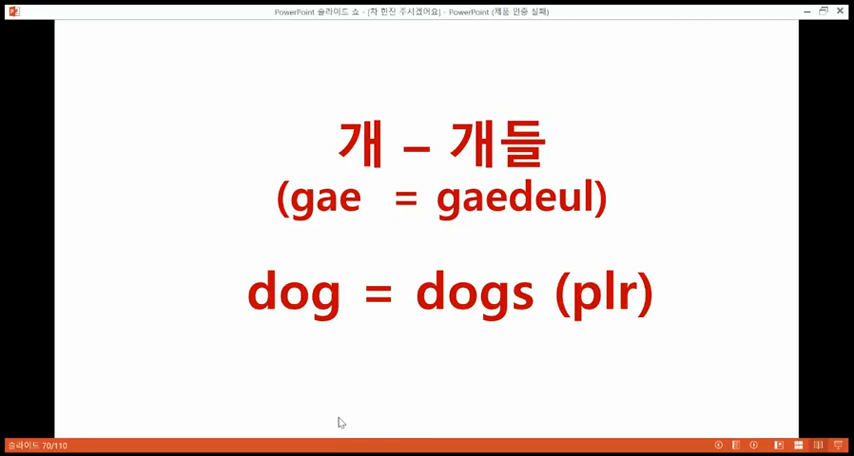 PowerPoint 슬라이드 쇼 - [차 한잔 주시겠어요] - PowerPoint (제품 인증 실패)
개 – 개들
(gae = gaedeul)
dog = dogs (plr)
슬라이드 70/110